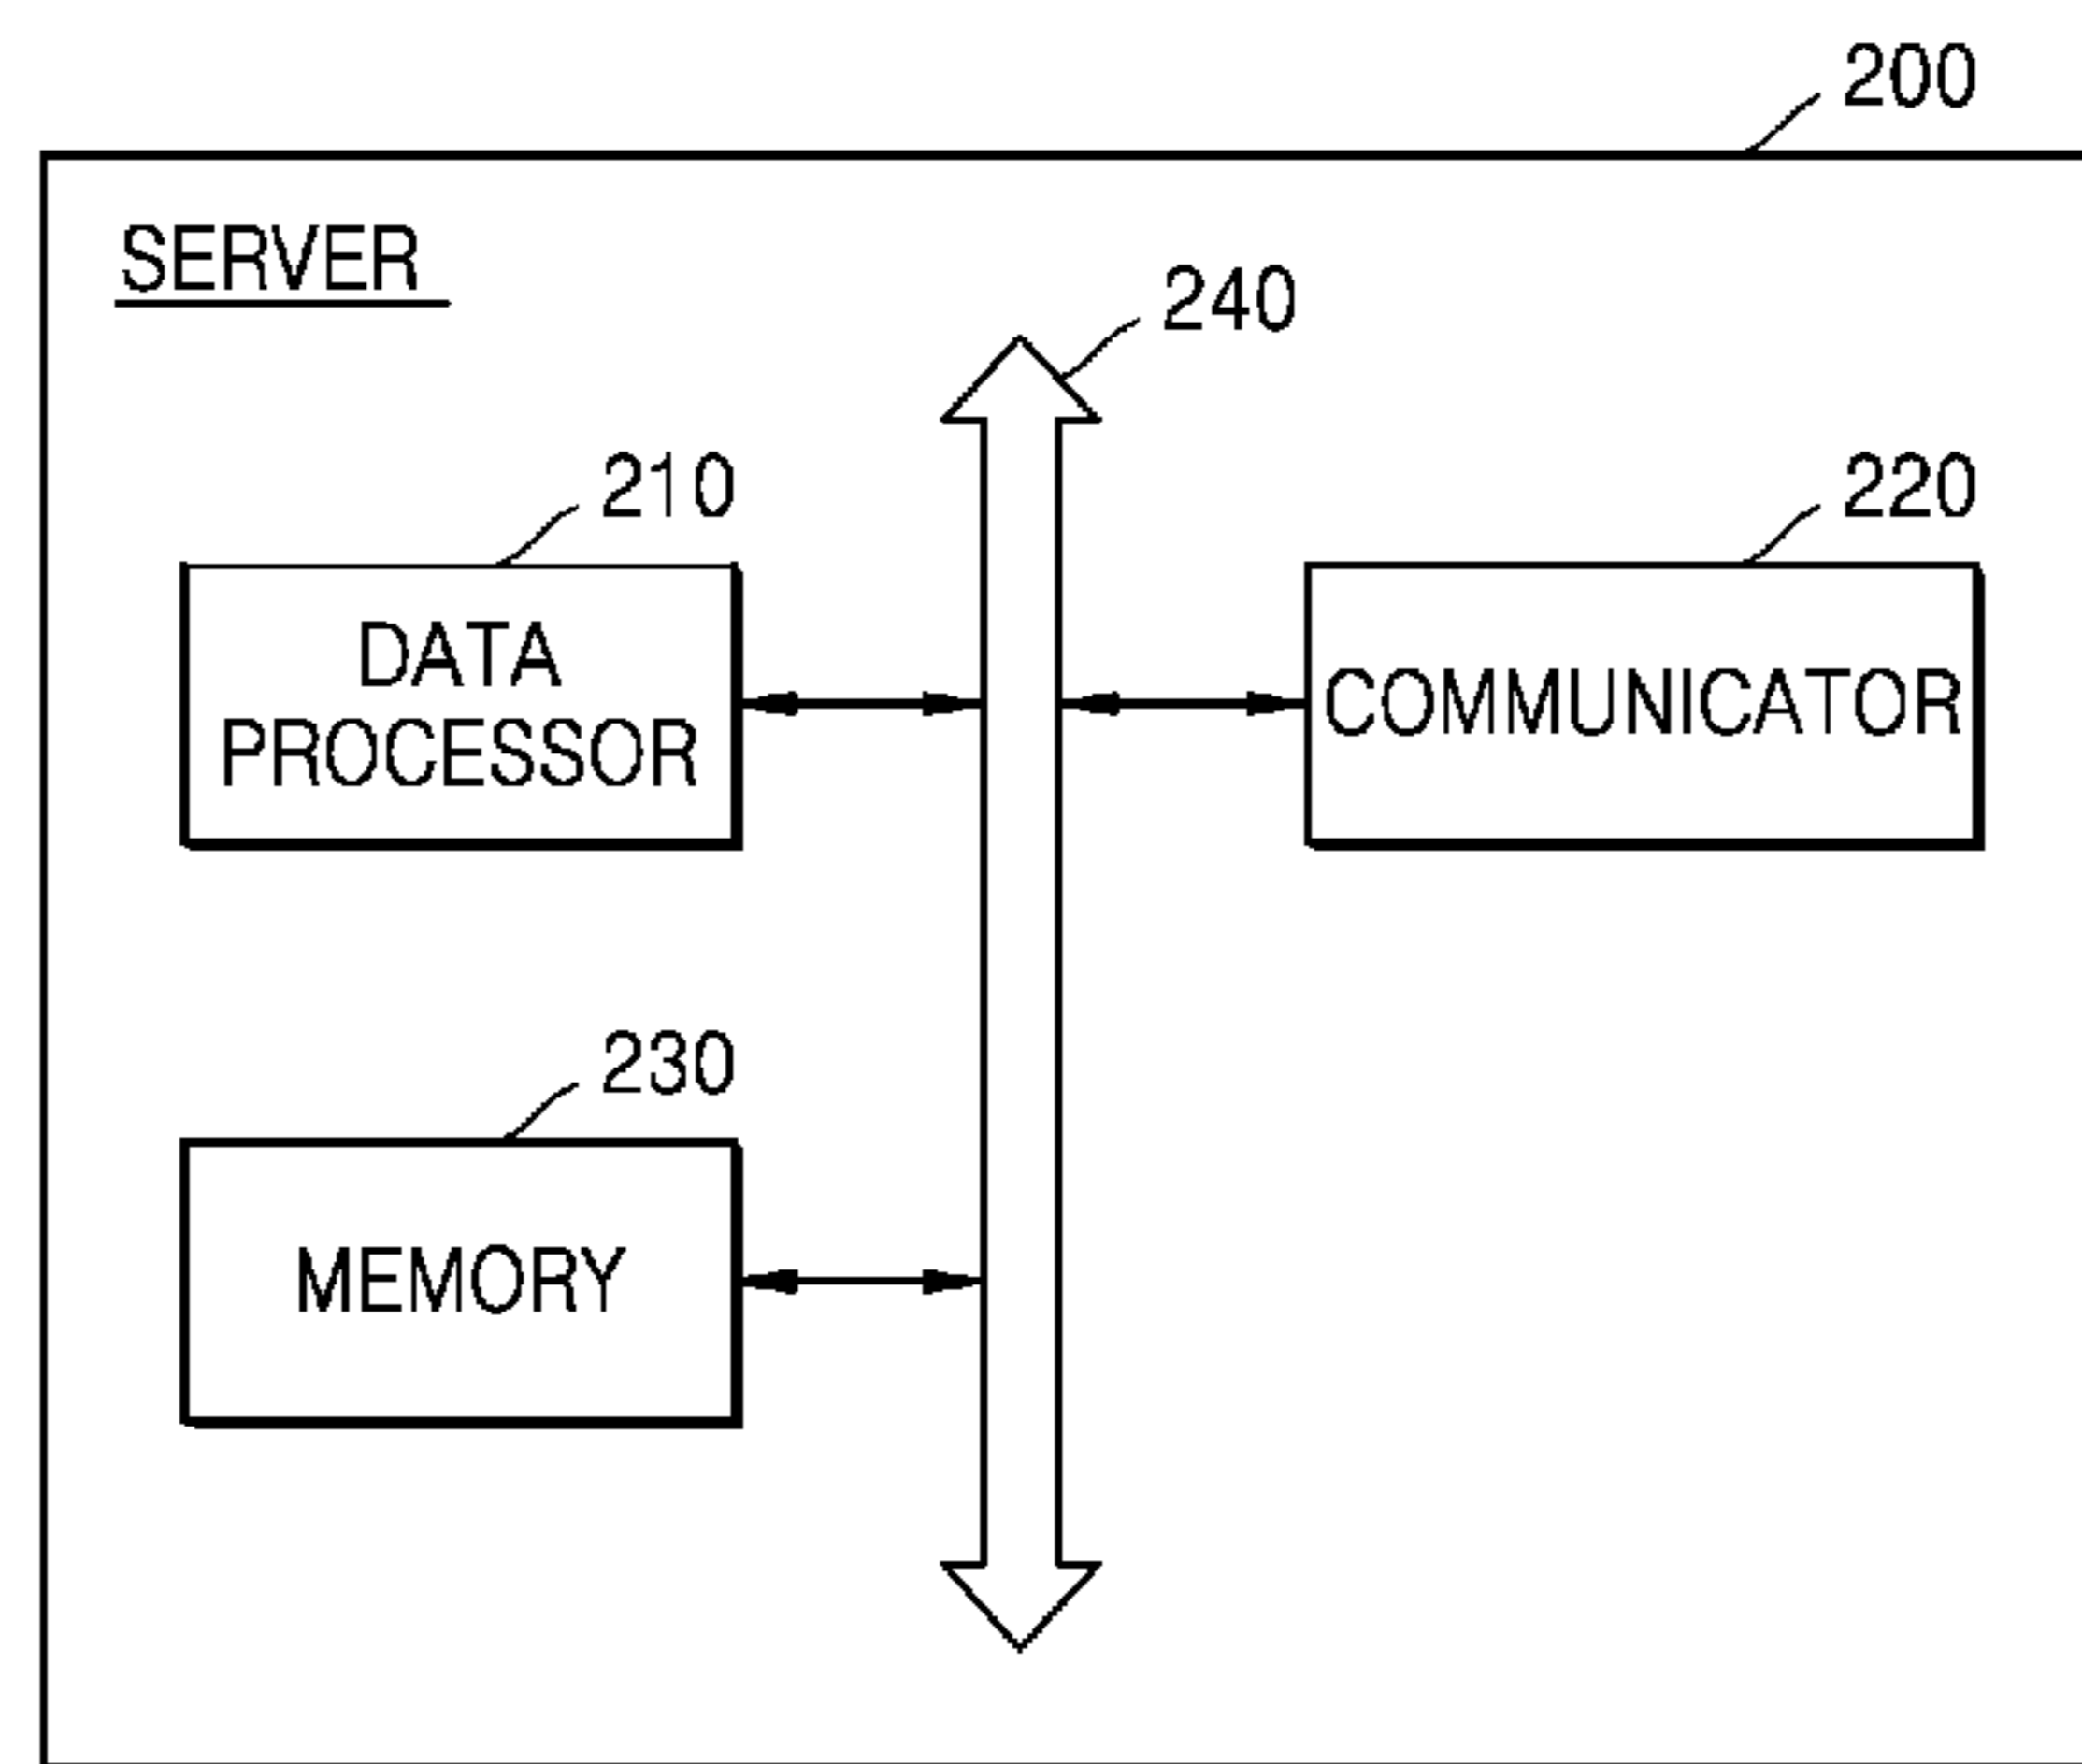 200
SERVER
240
210
220
DATA
PROCESSOR
COMMUNICATOR
230
MEMORY